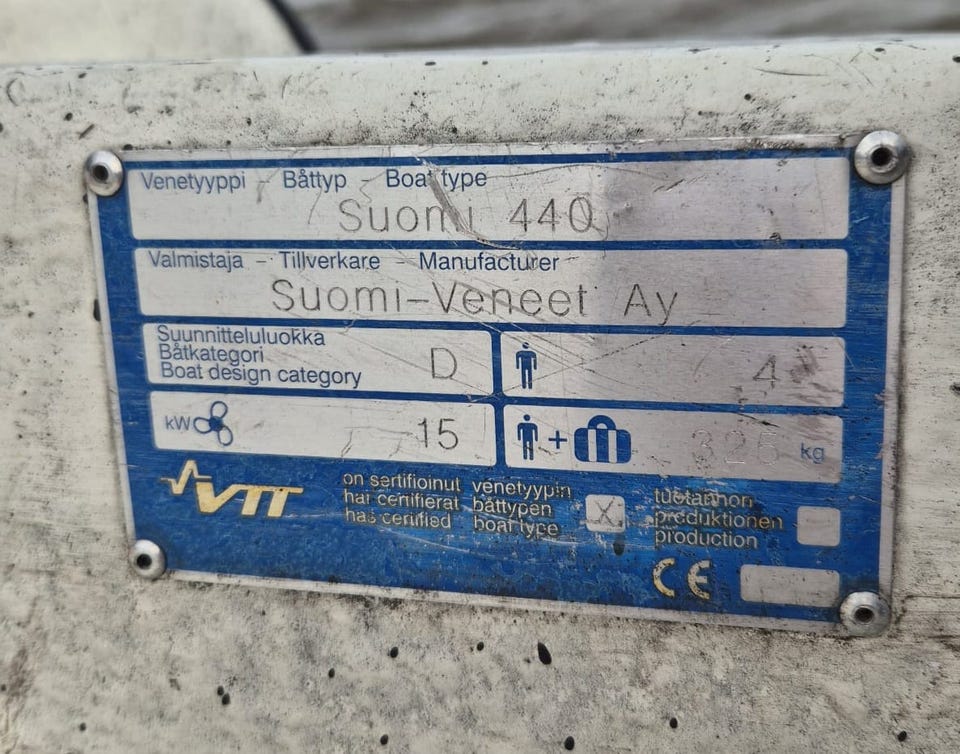 Venetyyppi – Båttyp – Boat type
Suomi 440
Valmistaja – Tillverkare – Manufacturer
Suomi-Veneet Ay
Suunnitteluluokka
Båtkategori
Boat design category
D
4
kW
15
+
325 kg
VTT
on sertifioinut
har certifierat
has certified
venetyypin
båttypen
boat type
X
tuotannon
produktionen
production
CE